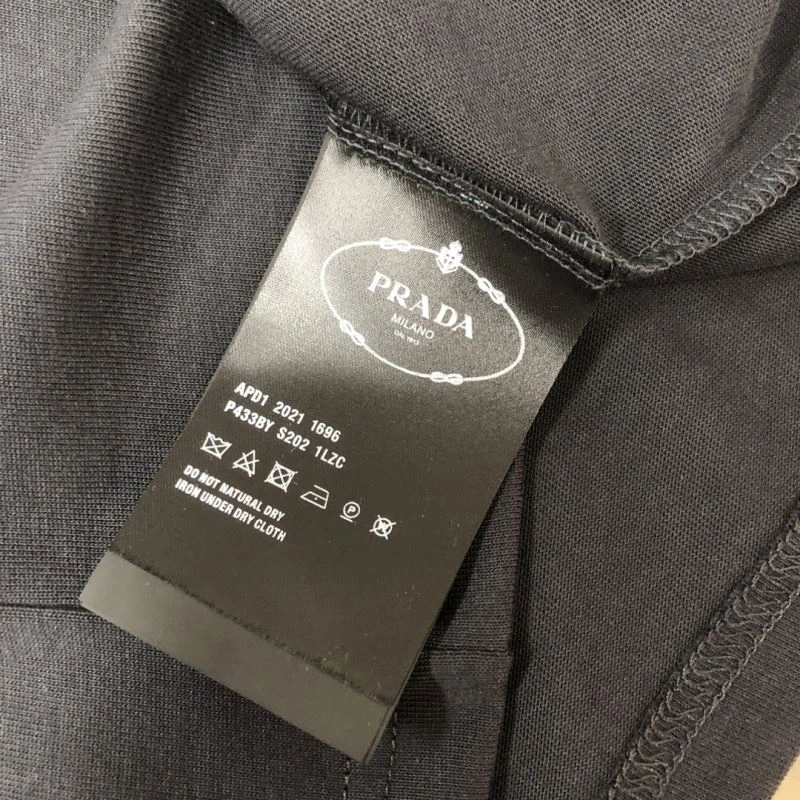 PRADA
MILANO
DAL 1913
APD1 2021 1696
P433BY S202 1LZC
P
DO NOT NATURAL DRY
IRON UNDER DRY CLOTH